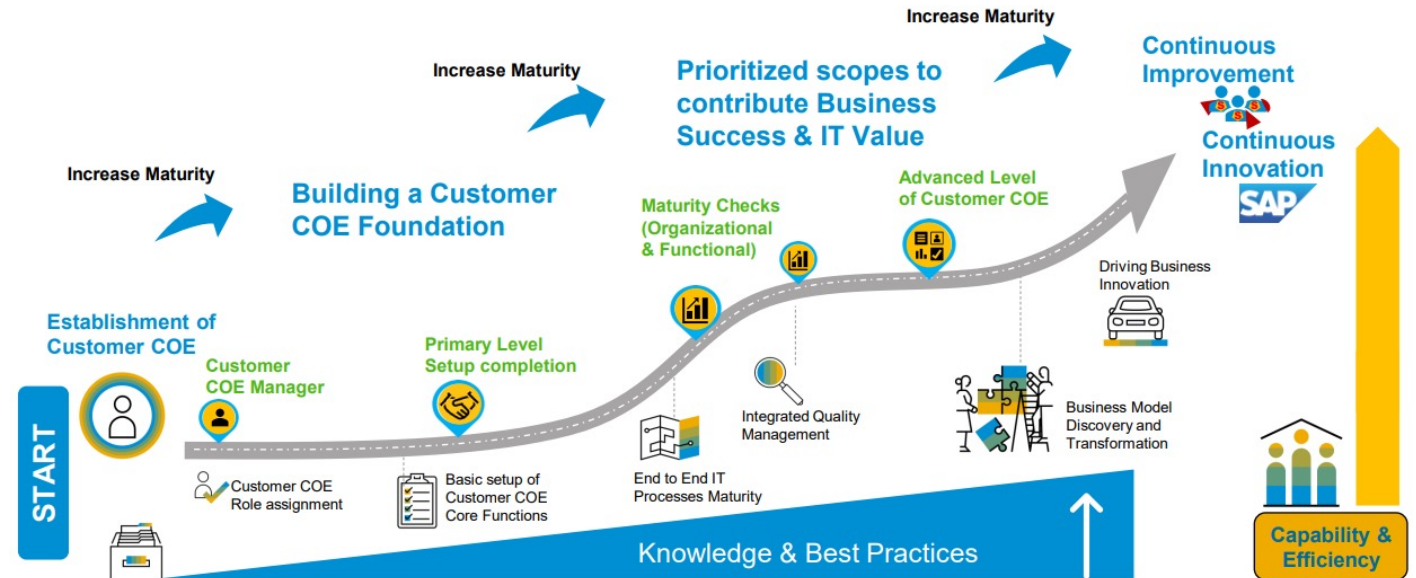 Increase Maturity
Continuous
Improvement
Increase Maturity
Prioritized scopes to
contribute Business
Success & IT Value
S S S
Continuous
Innovation
SAP
Increase Maturity
Building a Customer
COE Foundation
Maturity Checks
(Organizational
& Functional)
Advanced Level
of Customer COE
Driving Business
Innovation
Establishment of
Customer COE
Customer
COE Manager
Primary Level
Setup completion
START
Customer COE
Role assignment
Basic setup of
Customer COE
Core Functions
End to End IT
Processes Maturity
Integrated Quality
Management
Business Model
Discovery and
Transformation
Knowledge & Best Practices
Capability &
Efficiency